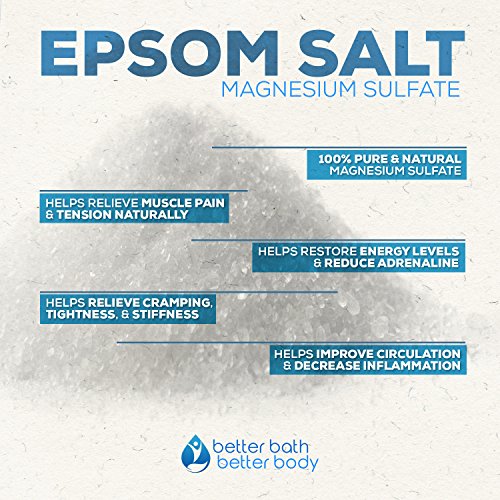 EPSOM SALT
MAGNESIUM SULFATE
100% PURE & NATURAL
MAGNESIUM SULFATE
HELPS RELIEVE MUSCLE PAIN
& TENSION NATURALLY
HELPS RESTORE ENERGY LEVELS
& REDUCE ADRENALINE
HELPS RELIEVE CRAMPING,
TIGHTNESS, & STIFFNESS
HELPS IMPROVE CIRCULATION
& DECREASE INFLAMMATION
better bath
better body